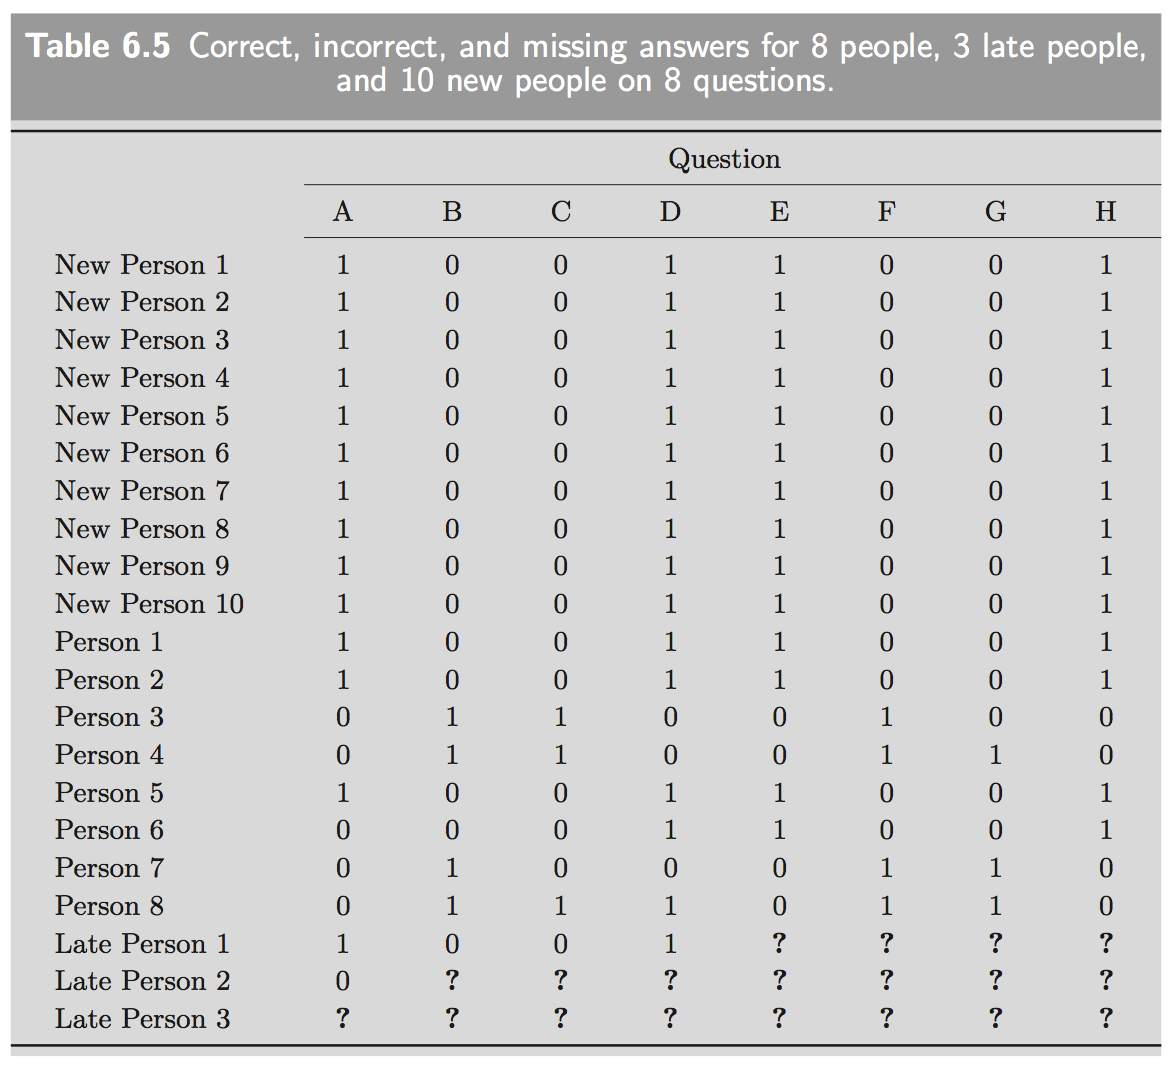 Table 6.5 Correct, incorrect, and missing answers for 8 people, 3 late people,
and 10 new people on 8 questions.
Question
A B C D E F G H
New Person 1 1 0 0 1 1 0 0 1
New Person 2 1 0 0 1 1 0 0 1
New Person 3 1 0 0 1 1 0 0 1
New Person 4 1 0 0 1 1 0 0 1
New Person 5 1 0 0 1 1 0 0 1
New Person 6 1 0 0 1 1 0 0 1
New Person 7 1 0 0 1 1 0 0 1
New Person 8 1 0 0 1 1 0 0 1
New Person 9 1 0 0 1 1 0 0 1
New Person 10 1 0 0 1 1 0 0 1
Person 1 1 0 0 1 1 0 0 1
Person 2 1 0 0 1 1 0 0 1
Person 3 0 1 1 0 0 1 0 0
Person 4 0 1 1 0 0 1 1 0
Person 5 1 0 0 1 1 0 0 1
Person 6 0 0 0 1 1 0 0 1
Person 7 0 1 0 0 0 1 1 0
Person 8 0 1 1 1 0 1 1 0
Late Person 1 1 0 0 1 ? ? ? ?
Late Person 2 0 ? ? ? ? ? ? ?
Late Person 3 ? ? ? ? ? ? ? ?